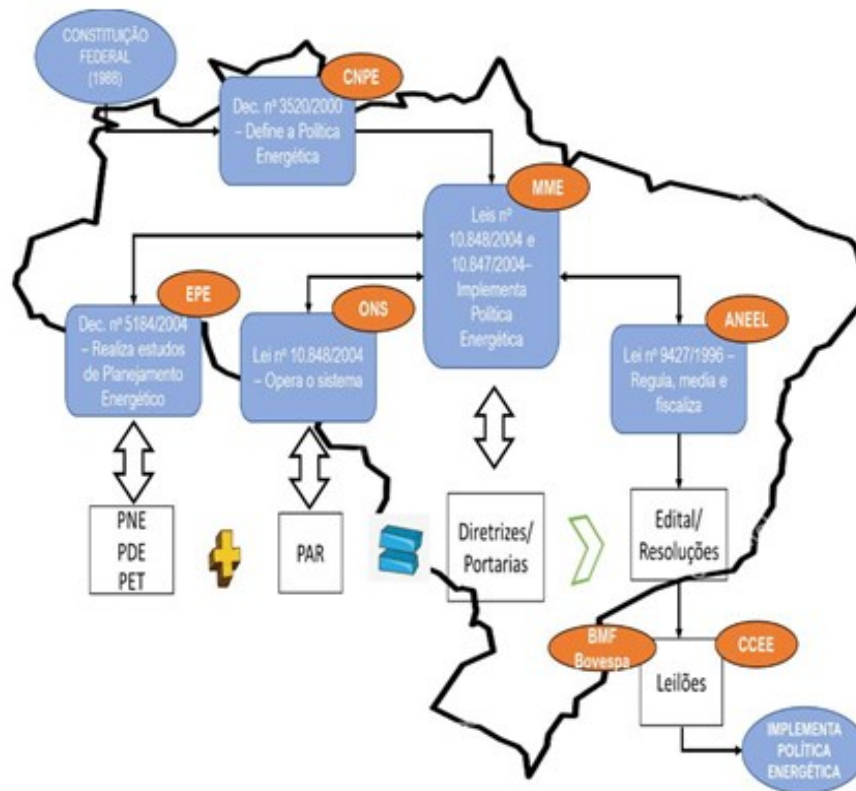 CONSTITUIÇÃO
FEDERAL
(1988)
CNPE
Dec. nº 3520/2000
– Define a Política
Energética
MME
Leis nº
10.848/2004 e
10.847/2004–
Implementa
Política
Energética
EPE
Dec. nº 5184/2004
– Realiza estudos
de Planejamento
Energético
ONS
Lei nº 10.848/2004
– Opera o sistema
ANEEL
Lei nº 9427/1996 –
Regula, media e
fiscaliza
PNE
PDE
PET
PAR
Diretrizes/
Portarias
Edital/
Resoluções
BMF
Bovespa
CCEE
Leilões
IMPLEMENTA
POLÍTICA
ENERGÉTICA